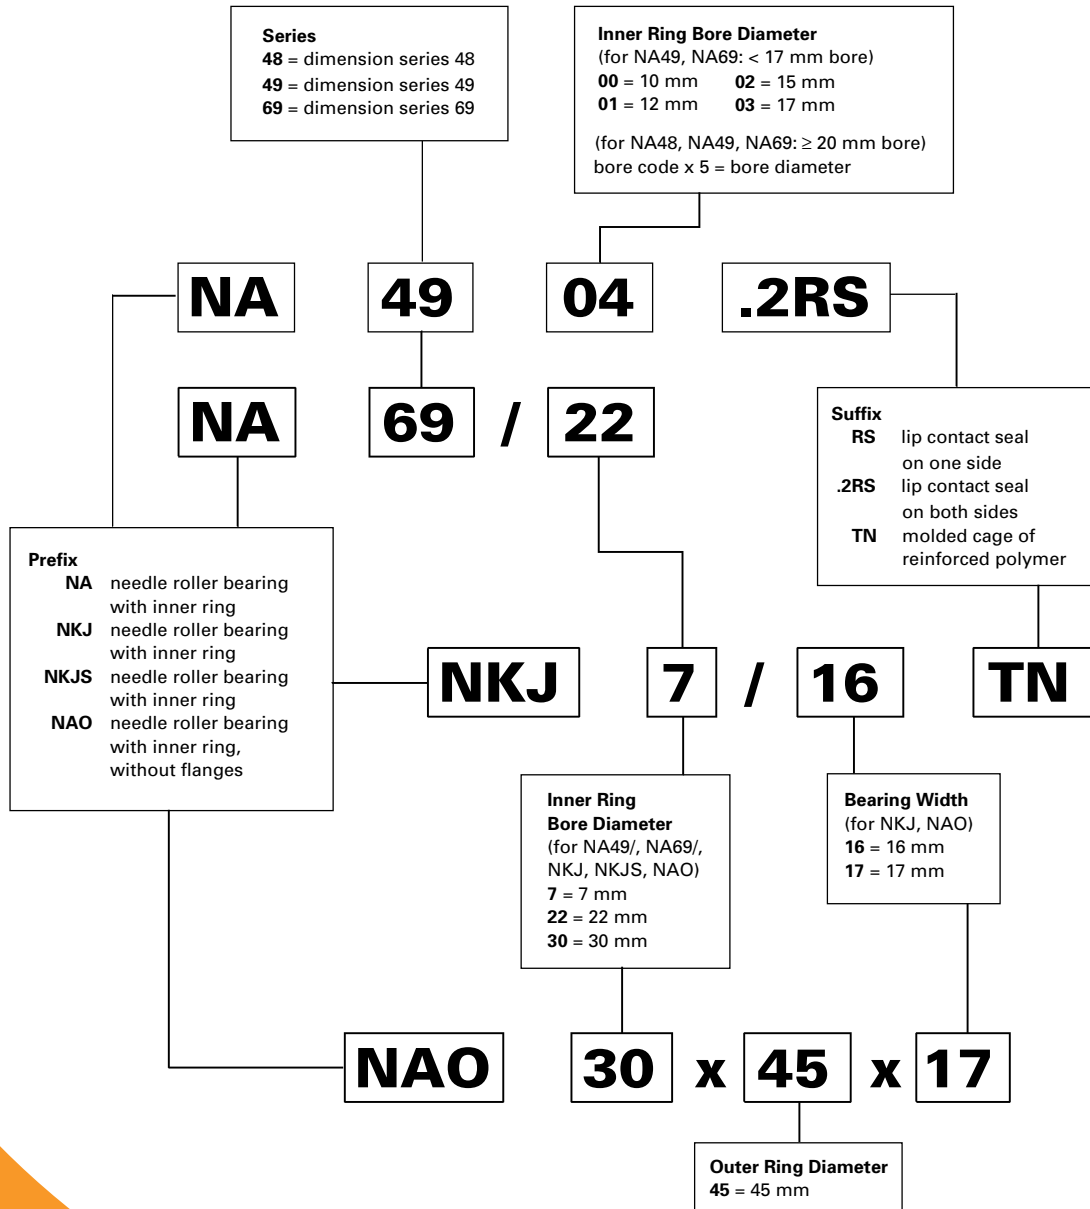 Series
48 = dimension series 48
49 = dimension series 49
69 = dimension series 69
Inner Ring Bore Diameter
(for NA49, NA69: < 17 mm bore)
00 = 10 mm 02 = 15 mm
01 = 12 mm 03 = 17 mm
(for NA48, NA49, NA69: ≥ 20 mm bore)
bore code x 5 = bore diameter
NA 49 04 .2RS
NA 69 / 22
Suffix
RS lip contact seal
on one side
.2RS lip contact seal
on both sides
TN molded cage of
reinforced polymer
Prefix
NA needle roller bearing
with inner ring
NKJ needle roller bearing
with inner ring
NKJS needle roller bearing
with inner ring
NAO needle roller bearing
with inner ring,
without flanges
NKJ 7 / 16 TN
Inner Ring
Bore Diameter
(for NA49/, NA69/,
NKJ, NKJS, NAO)
7 = 7 mm
22 = 22 mm
30 = 30 mm
Bearing Width
(for NKJ, NAO)
16 = 16 mm
17 = 17 mm
NAO 30 x 45 x 17
Outer Ring Diameter
45 = 45 mm